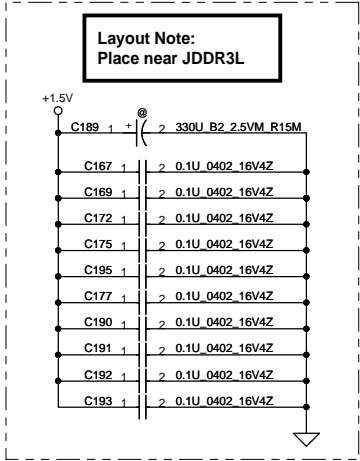 Layout Note:
Place near JDDR3L
+1.5V
@
C189 1 + 2 330U_B2_2.5VM_R15M
C167 1 2 0.1U_0402_16V4Z
C169 1 2 0.1U_0402_16V4Z
C172 1 2 0.1U_0402_16V4Z
C175 1 2 0.1U_0402_16V4Z
C195 1 2 0.1U_0402_16V4Z
C177 1 2 0.1U_0402_16V4Z
C190 1 2 0.1U_0402_16V4Z
C191 1 2 0.1U_0402_16V4Z
C192 1 2 0.1U_0402_16V4Z
C193 1 2 0.1U_0402_16V4Z